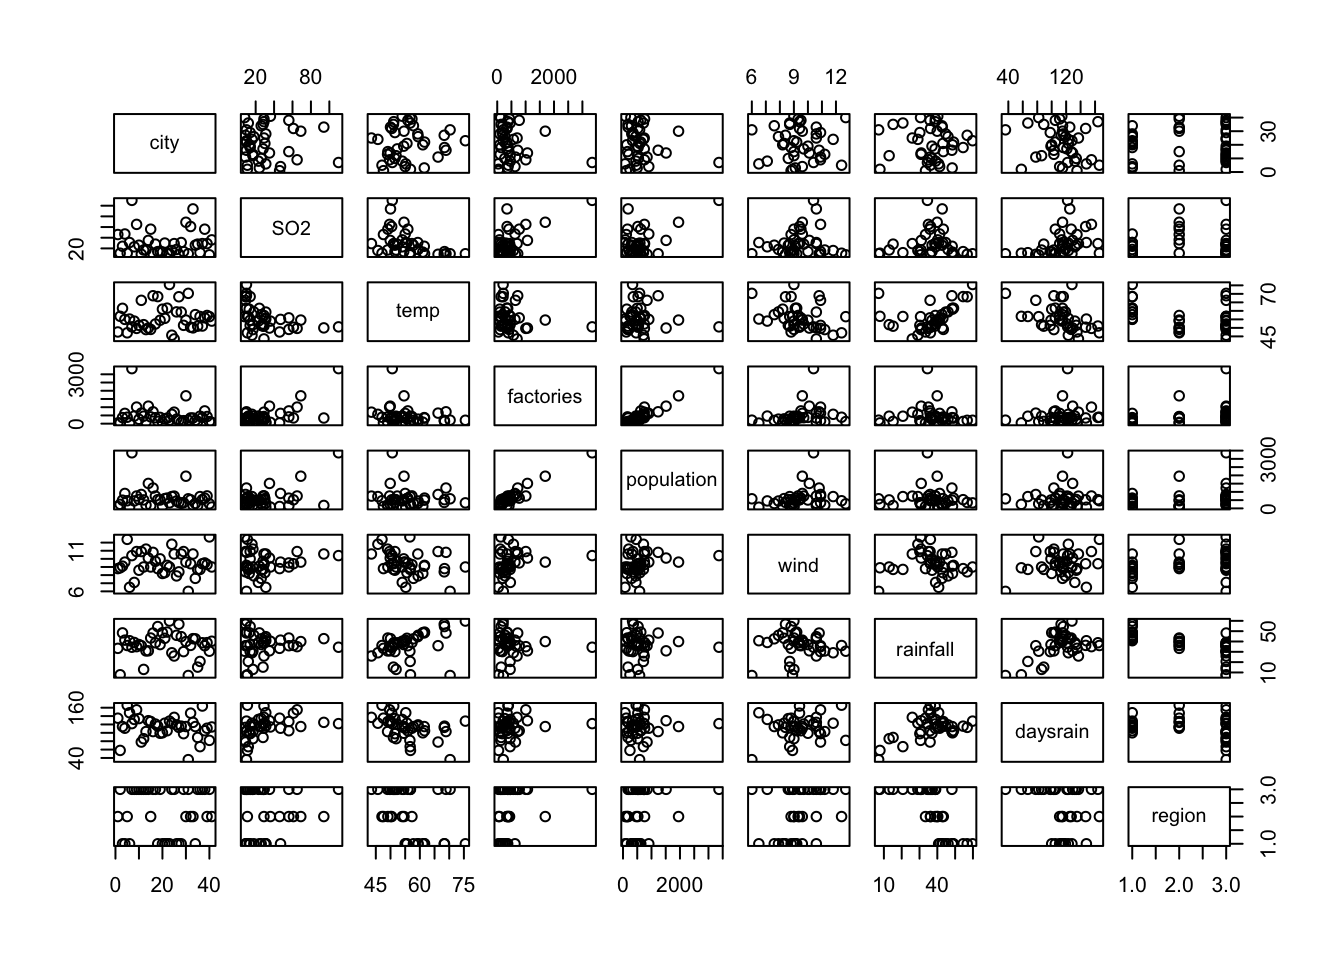 20 80 0 2000 6 9 12 40 120
city 0 30
20 SO2
temp 45 70
0 3000 factories
population 0 3000
6 11 wind
rainfall 10 50
40 160 daysrain
region 1.0 3.0
0 20 40 45 60 75 0 2000 10 40 1.0 2.0 3.0